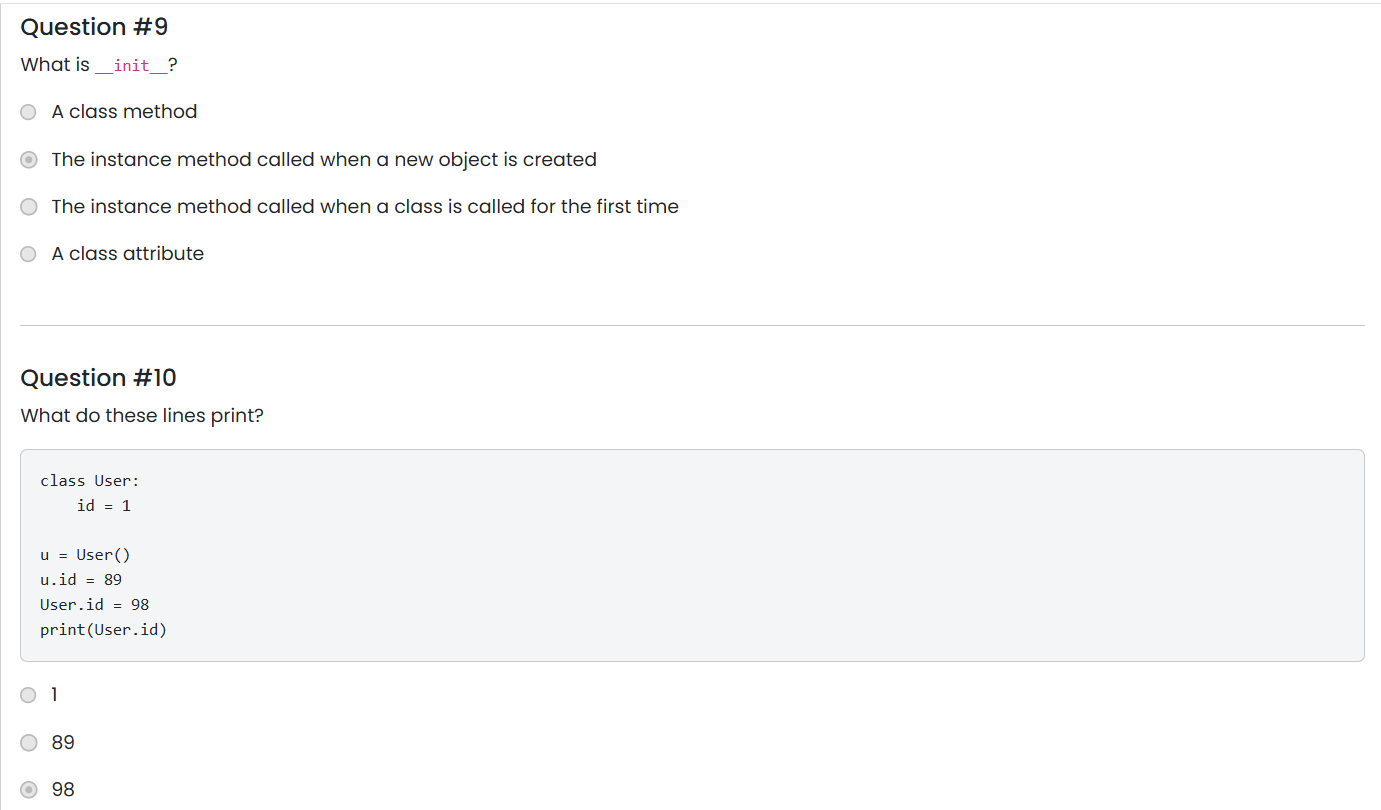 Question #9
What is __init__?
A class method
The instance method called when a new object is created
The instance method called when a class is called for the first time
A class attribute
Question #10
What do these lines print?
class User:
    id = 1
u = User()
u.id = 89
User.id = 98
print(User.id)
1
89
98